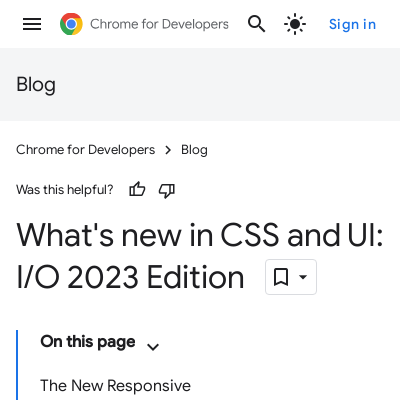 Chrome for Developers
Sign in
Blog
Chrome for Developers
Blog
Was this helpful?
What's new in CSS and UI:
I/O 2023 Edition
On this page
The New Responsive